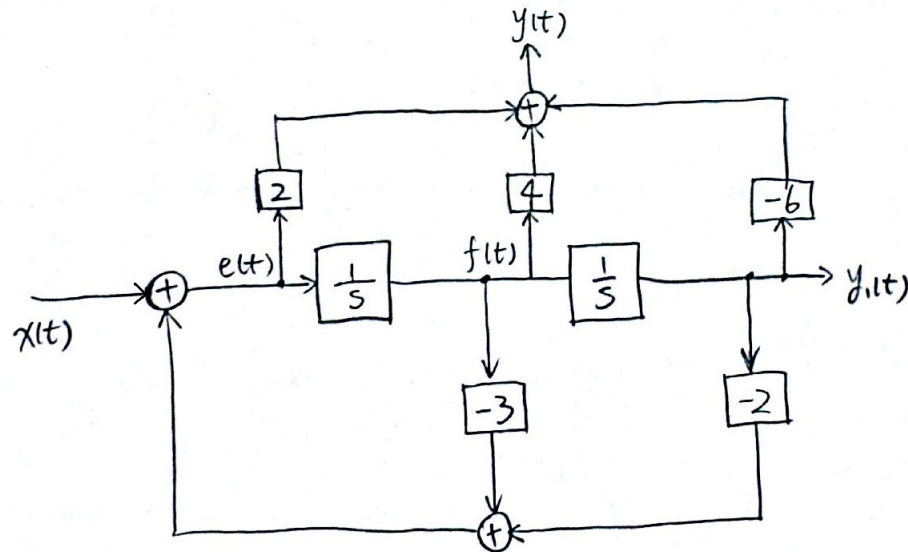 y(t)
+
2
4
-6
e(t)
f(t)
x(t)
+
1/s
1/s
y₁(t)
-3
-2
+